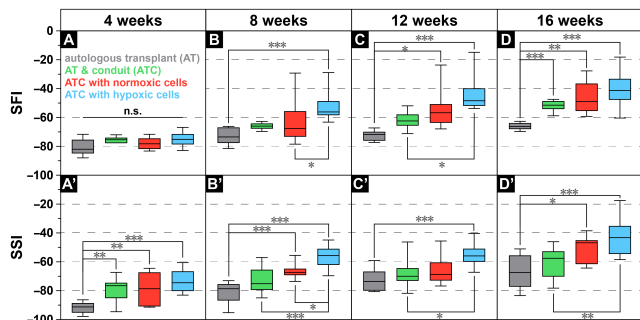 4 weeks 8 weeks 12 weeks 16 weeks
0 A B C D
autologous transplant (AT)
AT & conduit (ATC)
ATC with normoxic cells
ATC with hypoxic cells
*** *** * *** ** ***
−20
−40
SFI
n.s.
−60
−80
* *
−100
A' B' C' D'
*** ** ** *** *** *** *** *
−20
−40
SSI
−60
−80
* *** * **
−100